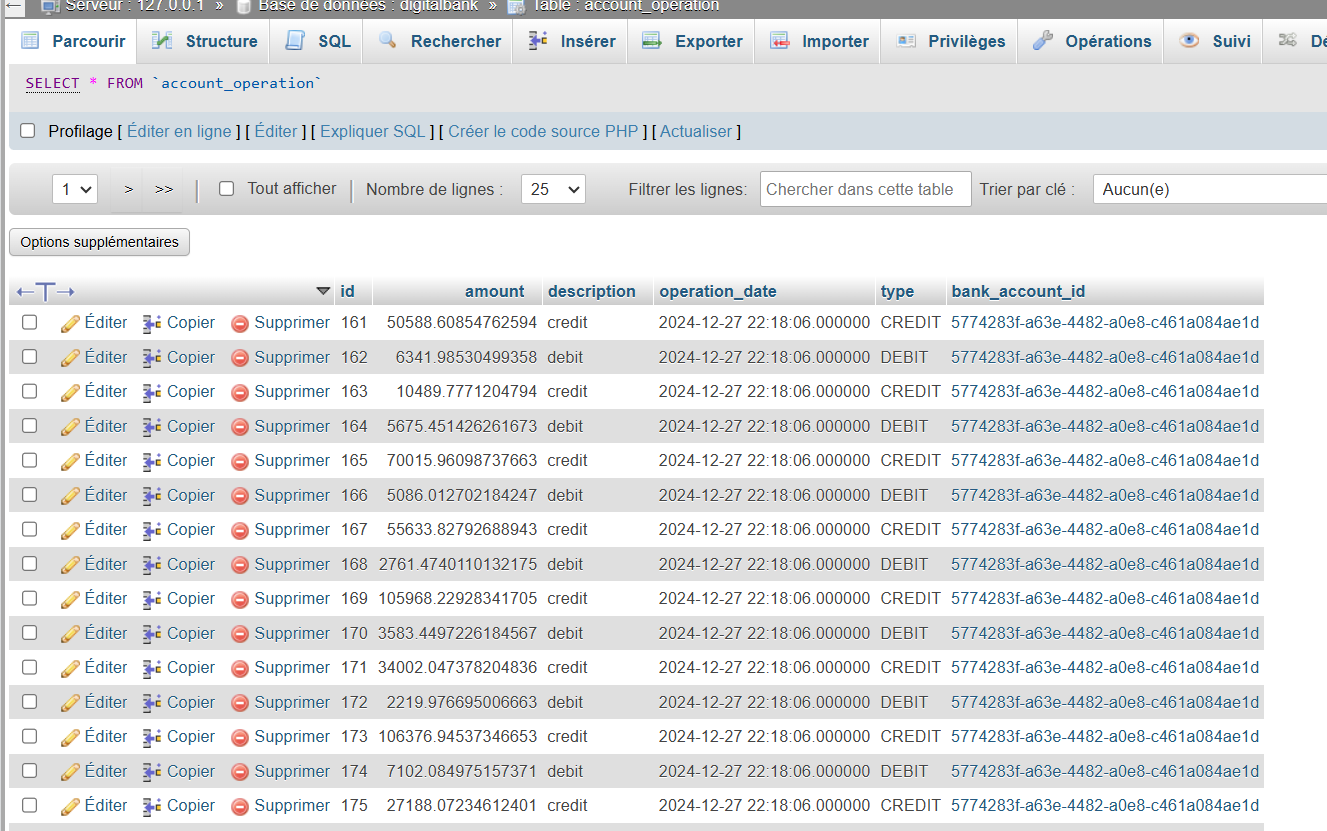 Serveur : 127.0.0.1 » Base de données : digitalbank » Table : account_operation
Parcourir Structure SQL Rechercher Insérer Exporter Importer Privilèges Opérations Suivi
SELECT * FROM `account_operation`
Profilage [ Éditer en ligne ] [ Éditer ] [ Expliquer SQL ] [ Créer le code source PHP ] [ Actualiser ]
1 > >> Tout afficher Nombre de lignes : 25 Filtrer les lignes: Chercher dans cette table Trier par clé : Aucun(e)
Options supplémentaires
←T→ id amount description operation_date type bank_account_id
Éditer Copier Supprimer 161 50588.60854762594 credit 2024-12-27 22:18:06.000000 CREDIT 5774283f-a63e-4482-a0e8-c461a084ae1d
Éditer Copier Supprimer 162 6341.98530499358 debit 2024-12-27 22:18:06.000000 DEBIT 5774283f-a63e-4482-a0e8-c461a084ae1d
Éditer Copier Supprimer 163 10489.7771204794 credit 2024-12-27 22:18:06.000000 CREDIT 5774283f-a63e-4482-a0e8-c461a084ae1d
Éditer Copier Supprimer 164 5675.451426261673 debit 2024-12-27 22:18:06.000000 DEBIT 5774283f-a63e-4482-a0e8-c461a084ae1d
Éditer Copier Supprimer 165 70015.96098737663 credit 2024-12-27 22:18:06.000000 CREDIT 5774283f-a63e-4482-a0e8-c461a084ae1d
Éditer Copier Supprimer 166 5086.012702184247 debit 2024-12-27 22:18:06.000000 DEBIT 5774283f-a63e-4482-a0e8-c461a084ae1d
Éditer Copier Supprimer 167 55633.82792688943 credit 2024-12-27 22:18:06.000000 CREDIT 5774283f-a63e-4482-a0e8-c461a084ae1d
Éditer Copier Supprimer 168 2761.4740110132175 debit 2024-12-27 22:18:06.000000 DEBIT 5774283f-a63e-4482-a0e8-c461a084ae1d
Éditer Copier Supprimer 169 105968.22928341705 credit 2024-12-27 22:18:06.000000 CREDIT 5774283f-a63e-4482-a0e8-c461a084ae1d
Éditer Copier Supprimer 170 3583.4497226184567 debit 2024-12-27 22:18:06.000000 DEBIT 5774283f-a63e-4482-a0e8-c461a084ae1d
Éditer Copier Supprimer 171 34002.047378204836 credit 2024-12-27 22:18:06.000000 CREDIT 5774283f-a63e-4482-a0e8-c461a084ae1d
Éditer Copier Supprimer 172 2219.976695006663 debit 2024-12-27 22:18:06.000000 DEBIT 5774283f-a63e-4482-a0e8-c461a084ae1d
Éditer Copier Supprimer 173 106376.94537346653 credit 2024-12-27 22:18:06.000000 CREDIT 5774283f-a63e-4482-a0e8-c461a084ae1d
Éditer Copier Supprimer 174 7102.084975157371 debit 2024-12-27 22:18:06.000000 DEBIT 5774283f-a63e-4482-a0e8-c461a084ae1d
Éditer Copier Supprimer 175 27188.07234612401 credit 2024-12-27 22:18:06.000000 CREDIT 5774283f-a63e-4482-a0e8-c461a084ae1d